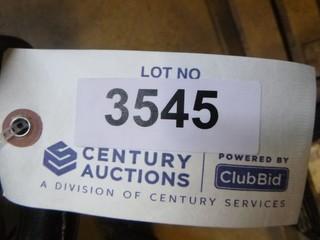 LOT NO
3545
CENTURY AUCTIONS
POWERED BY
ClubBid
A DIVISION OF CENTURY SERVICES